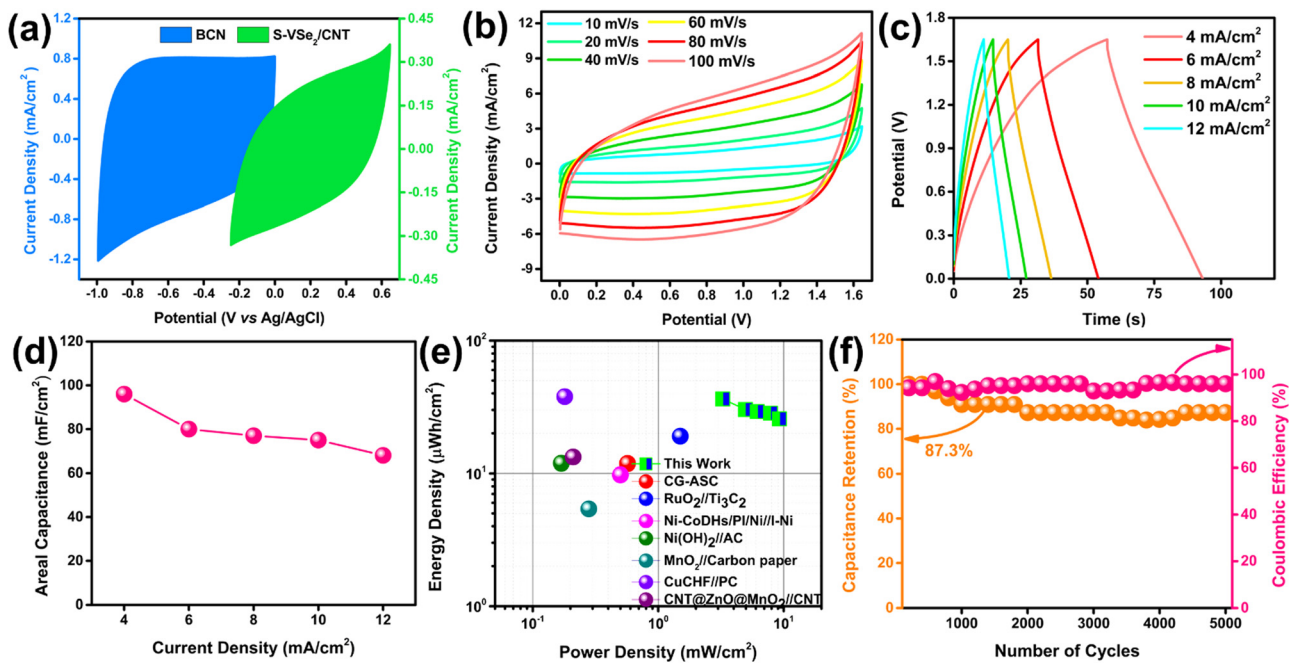 (a)
BCN S-VSe2/CNT
Current Density (mA/cm2)
1.2
0.8
0.4
0.0
-0.4
-0.8
-1.2
0.45
0.30
0.15
0.00
-0.15
-0.30
-0.45
Current Density (mA/cm2)
-1.0 -0.8 -0.6 -0.4 -0.2 0.0 0.2 0.4 0.6
Potential (V vs Ag/AgCl)
(b)
10 mV/s 60 mV/s
20 mV/s 80 mV/s
40 mV/s 100 mV/s
Current Density (mA/cm2)
12
9
6
3
0
-3
-6
-9
0.0 0.2 0.4 0.6 0.8 1.0 1.2 1.4 1.6
Potential (V)
(c)
4 mA/cm2
6 mA/cm2
8 mA/cm2
10 mA/cm2
12 mA/cm2
Potential (V)
1.8
1.5
1.2
0.9
0.6
0.3
0.0
0 25 50 75 100
Time (s)
(d)
Areal Capacitance (mF/cm2)
120
100
80
60
40
20
0
4 6 8 10 12
Current Density (mA/cm2)
(e)
Energy Density (μWh/cm2)
10^2
10^1
10^0
This Work
CG-ASC
RuO2//Ti3C2
Ni-CoDHs/PI/Ni//I-Ni
Ni(OH)2//AC
MnO2//Carbon paper
CuCHF//PC
CNT@ZnO@MnO2//CNT
10^-1 10^0 10^1
Power Density (mW/cm2)
(f)
Capacitance Retention (%)
120
100
80
60
40
20
0
87.3%
100
80
60
40
20
0
Coulombic Efficiency (%)
1000 2000 3000 4000 5000
Number of Cycles